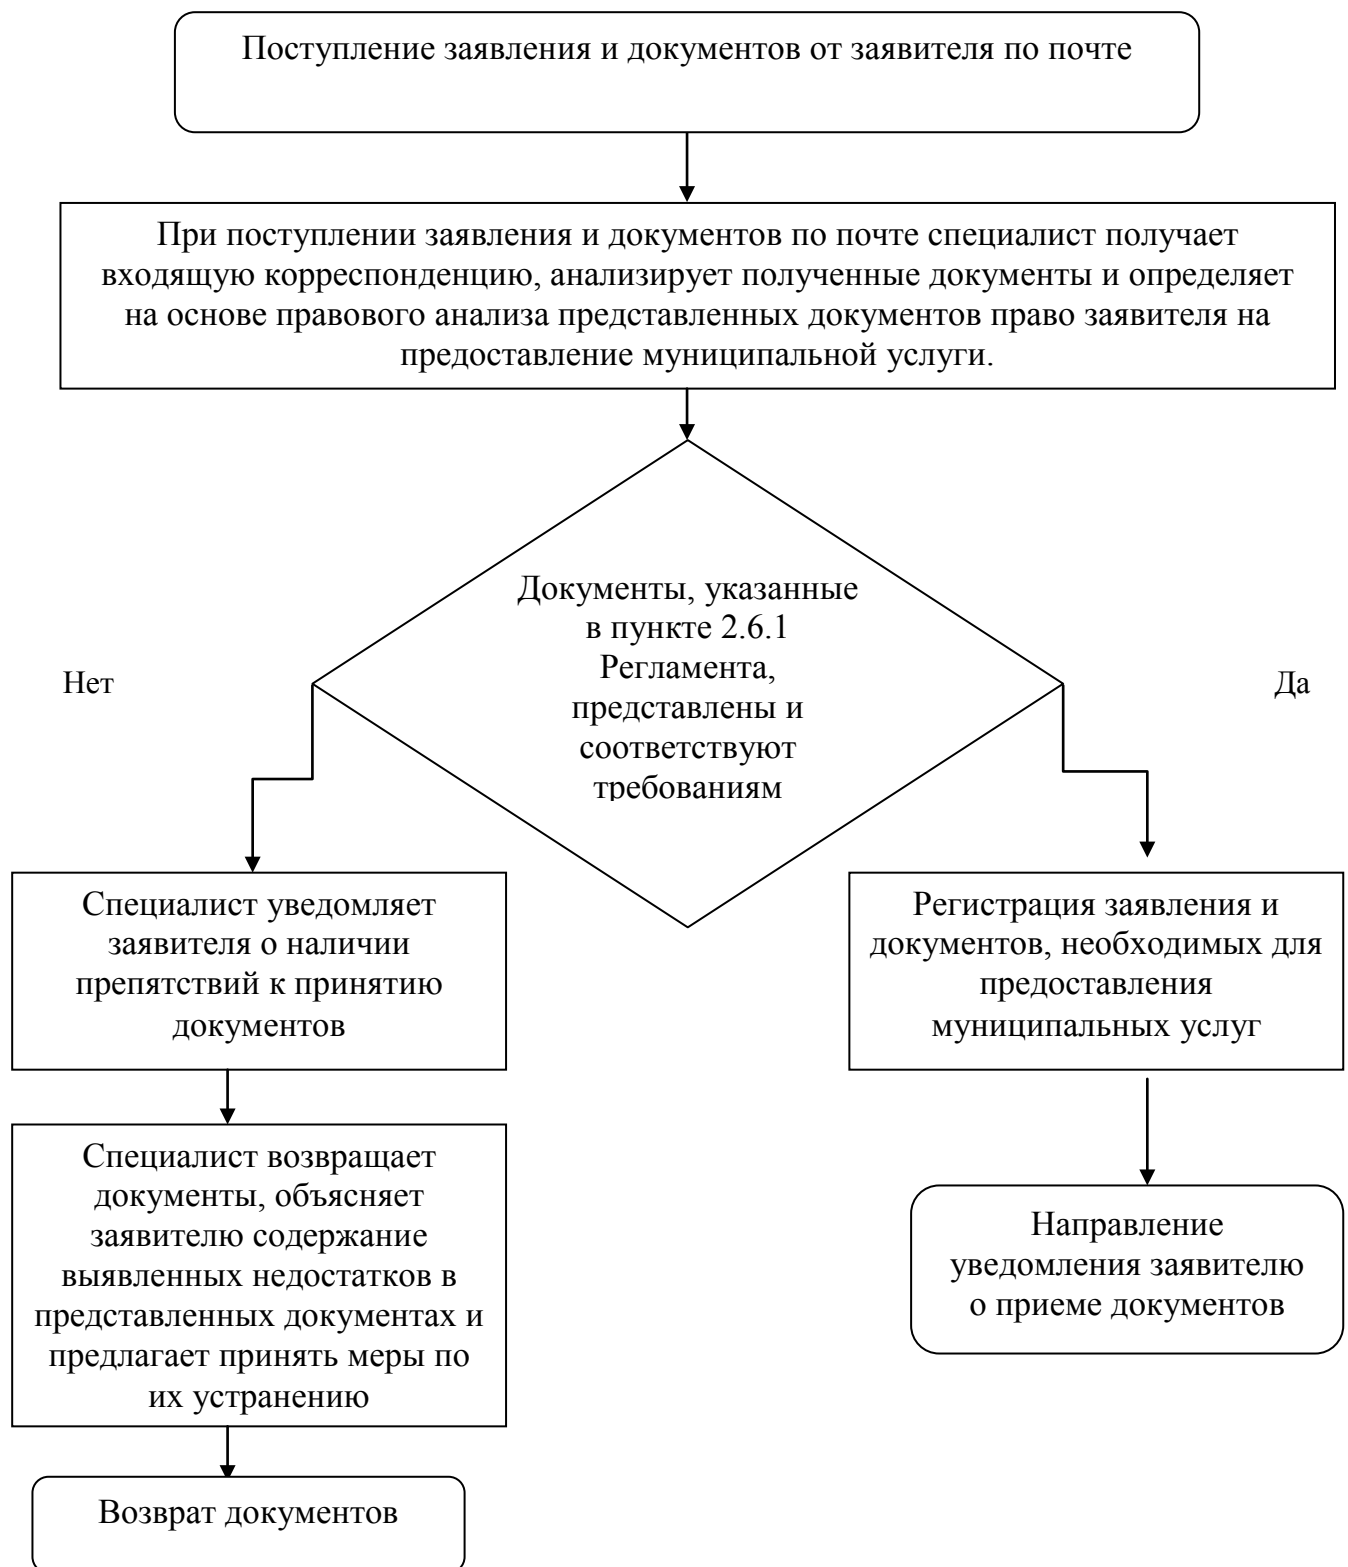 Поступление заявления и документов от заявителя по почте
При поступлении заявления и документов по почте специалист получает
входящую корреспонденцию, анализирует полученные документы и определяет
на основе правового анализа представленных документов право заявителя на
предоставление муниципальной услуги.
Документы, указанные
в пункте 2.6.1
Регламента,
представлены и
соответствуют
требованиям
Нет
Да
Специалист уведомляет
заявителя о наличии
препятствий к принятию
документов
Специалист возвращает
документы, объясняет
заявителю содержание
выявленных недостатков в
представленных документах и
предлагает принять меры по
их устранению
Возврат документов
Регистрация заявления и
документов, необходимых для
предоставления
муниципальных услуг
Направление
уведомления заявителю
о приеме документов